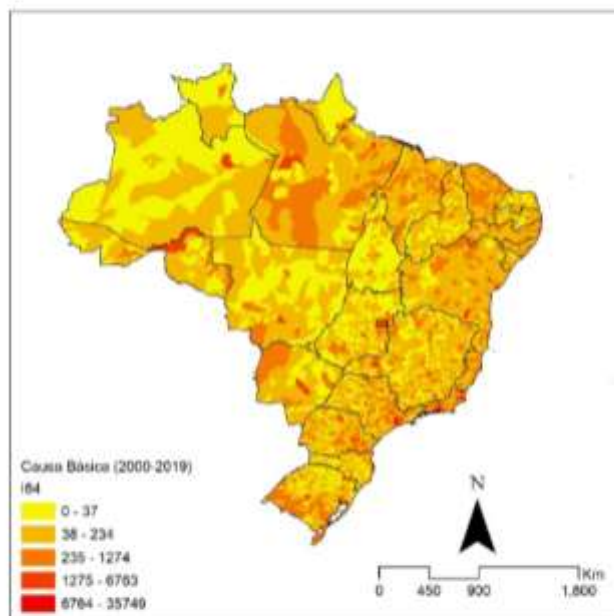 Causa Básica (2000-2019)
I64
0 - 37
38 - 234
235 - 1274
1275 - 6763
6764 - 35749
N
Km
0 450 900 1.800